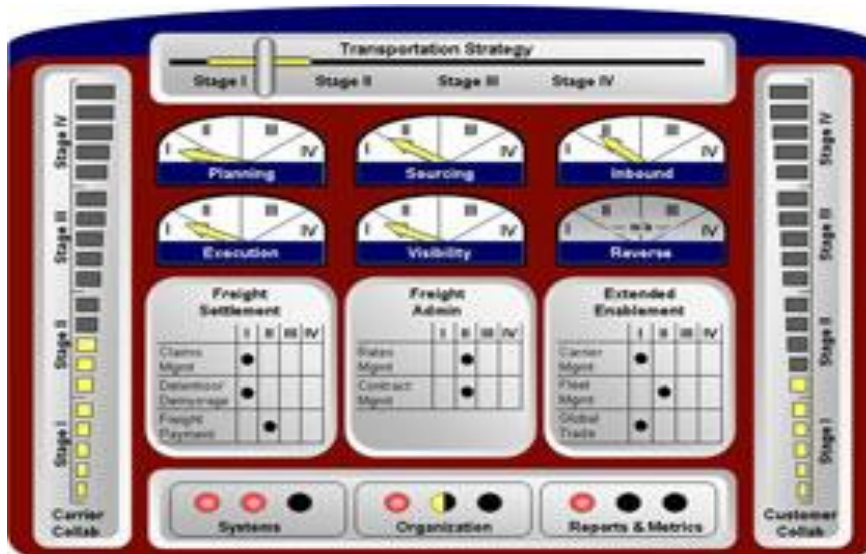 Transportation Strategy
Stage I Stage II Stage III Stage IV
Stage IV
Stage III
Stage II
Stage I
Carrier
Collab
I II III IV
Planning
I II III IV
Sourcing
I II III IV
Inbound
I II III IV
Execution
I II III IV
Visibility
I II III IV
n/a
Reverse
Freight
Settlement
I II III IV
Claims
Mgmt
Detention/
Demurrage
Freight
Payment
Freight
Admin
I II III IV
Rates
Mgmt
Contract
Mgmt
Extended
Enablement
I II III IV
Carrier
Mgmt
Fleet
Mgmt
Global
Trade
Systems
Organization
Reports & Metrics
Stage IV
Stage III
Stage II
Stage I
Customer
Collab